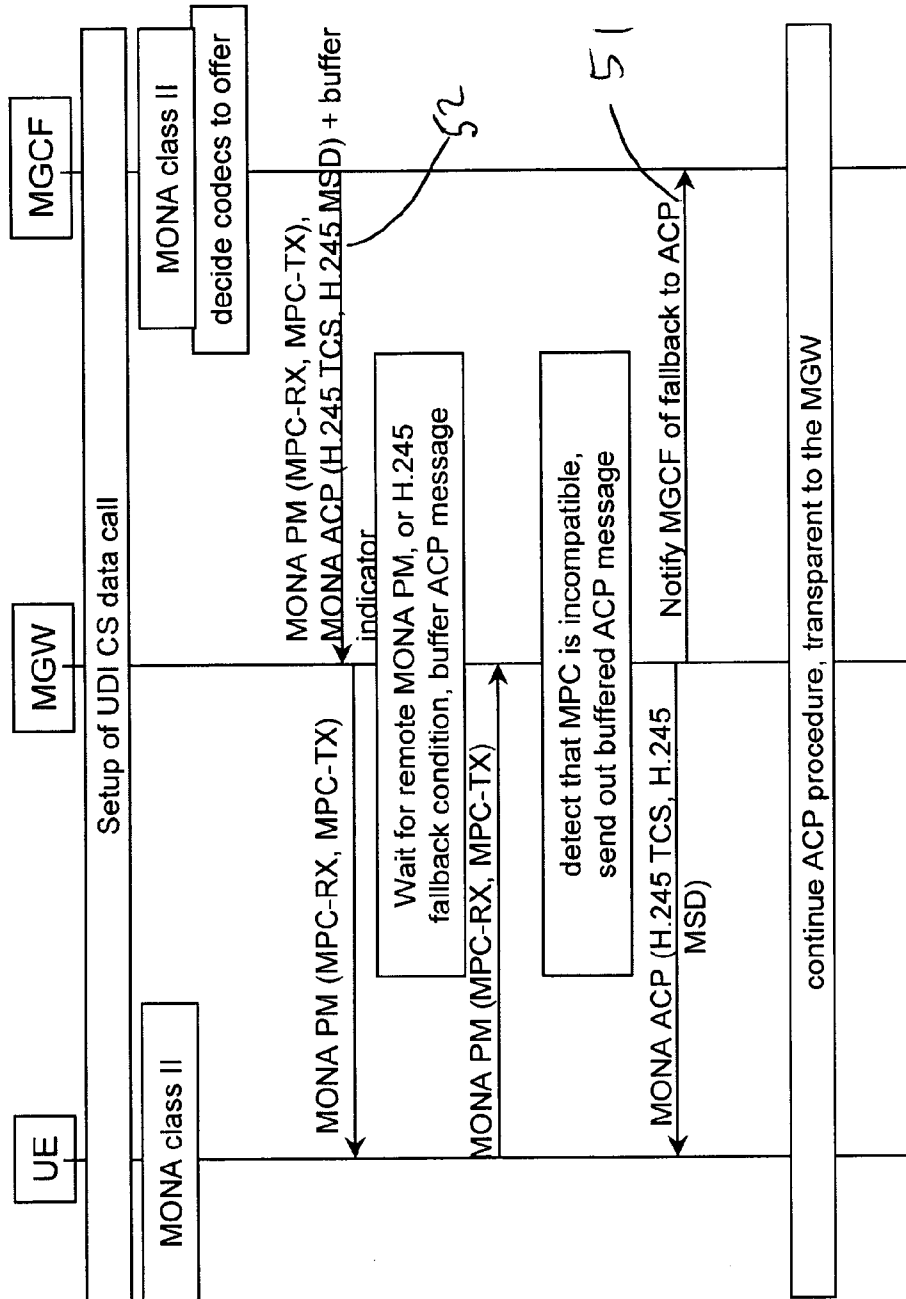 UE
MGW
MGCF
Setup of UDI CS data call
MONA class II
MONA class II
decide codecs to offer
MONA PM (MPC-RX, MPC-TX),
MONA ACP (H.245 TCS, H.245 MSD) + buffer
indicator
52
MONA PM (MPC-RX, MPC-TX)
Wait for remote MONA PM, or H.245
fallback condition, buffer ACP message
MONA PM (MPC-RX, MPC-TX)
detect that MPC is incompatible,
send out buffered ACP message
51
Notify MGCF of fallback to ACP
MONA ACP (H.245 TCS, H.245
MSD)
continue ACP procedure, transparent to the MGW